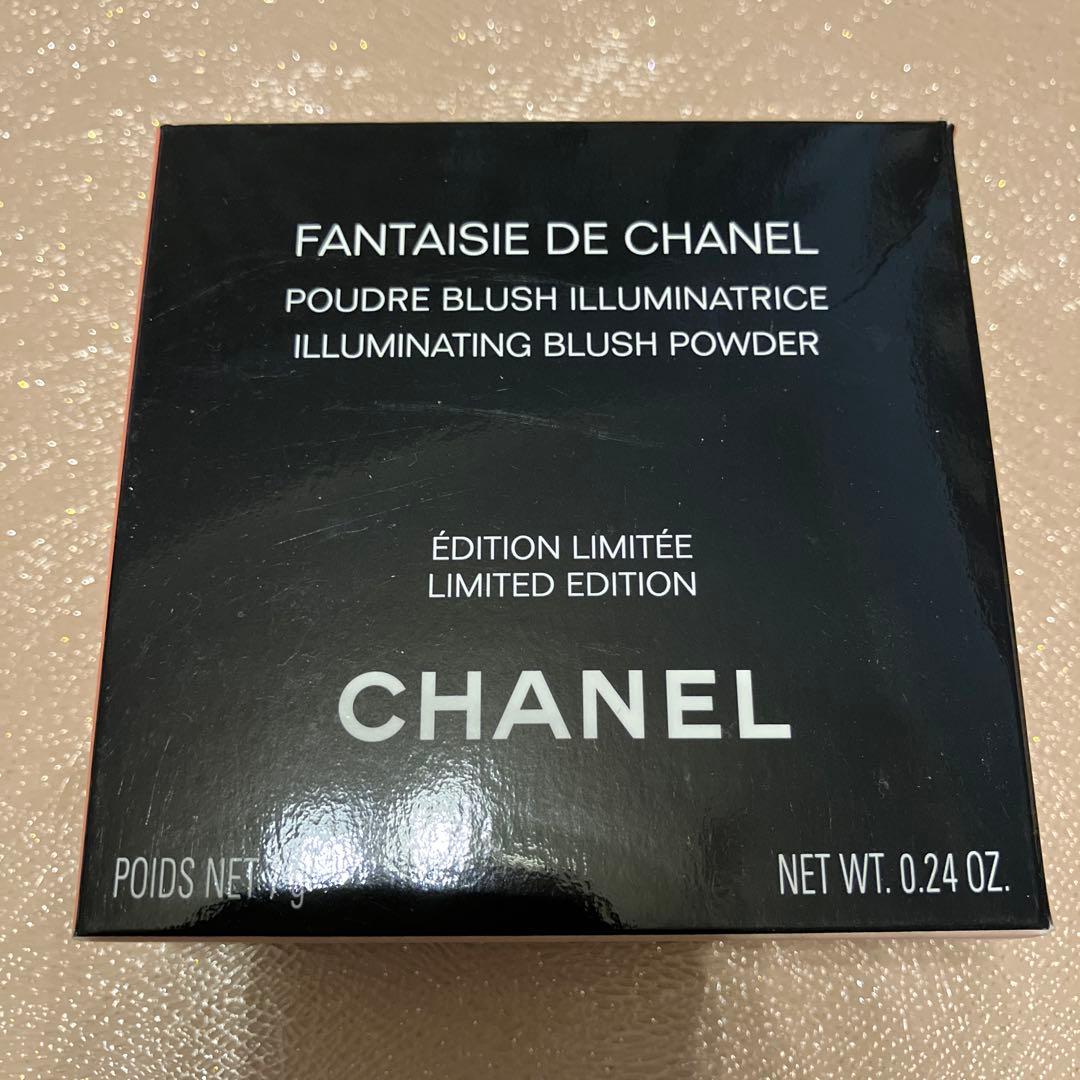 FANTAISIE DE CHANEL
POUDRE BLUSH ILLUMINATRICE
ILLUMINATING BLUSH POWDER
ÉDITION LIMITÉE
LIMITED EDITION
CHANEL
POIDS NET g
NET WT. 0.24 OZ.